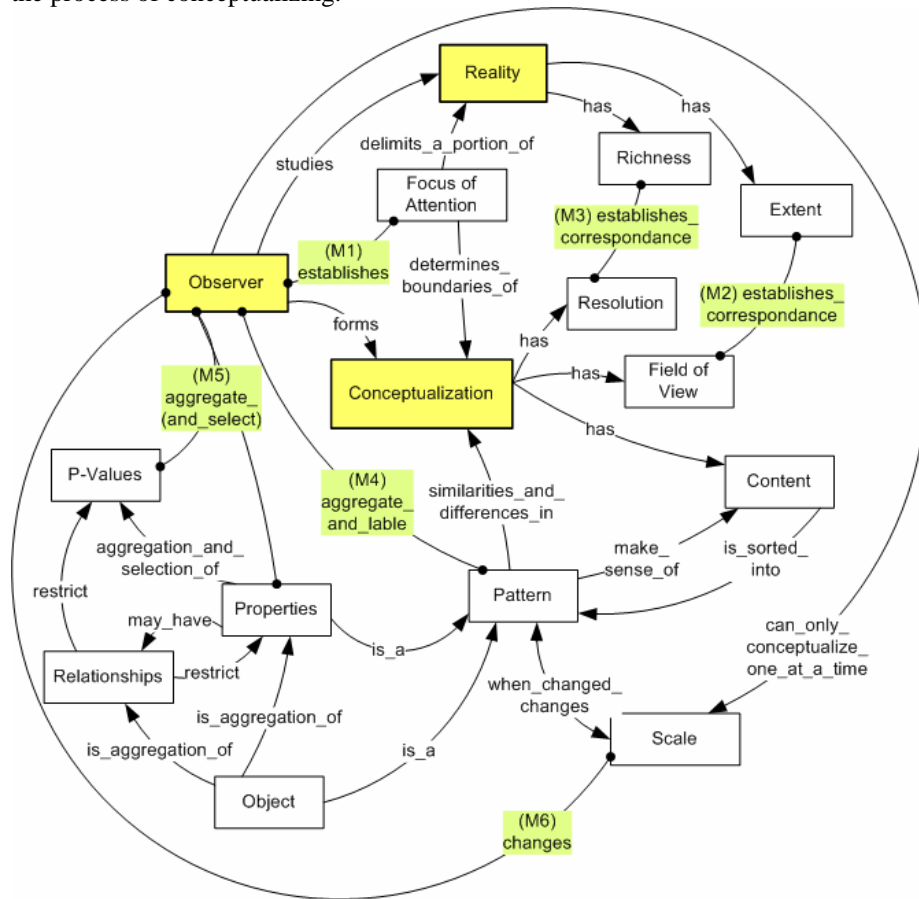 the process of conceptualizing.
Reality
has
has
delimits_a_portion_of
Richness
studies
Focus of
Attention
Extent
(M3) establishes_
correspondance
(M1)
establishes
Observer
determines_
boundaries_of
Resolution
(M2) establishes_
correspondance
forms
has
(M5)
aggregate_
(and_select)
Conceptualization
has
Field of
View
has
P-Values
(M4)
aggregate_
and_lable
similarities_and_
differences_in
Content
aggregation_and_
selection_of
make_
sense_of
is_sorted_
into
restrict
Properties
Pattern
may_have
is_a
can_only_
conceptualize_
one_at_a_time
Relationships
restrict
when_changed_
changes
is_aggregation_of
Scale
is_aggregation_of
is_a
Object
(M6)
changes